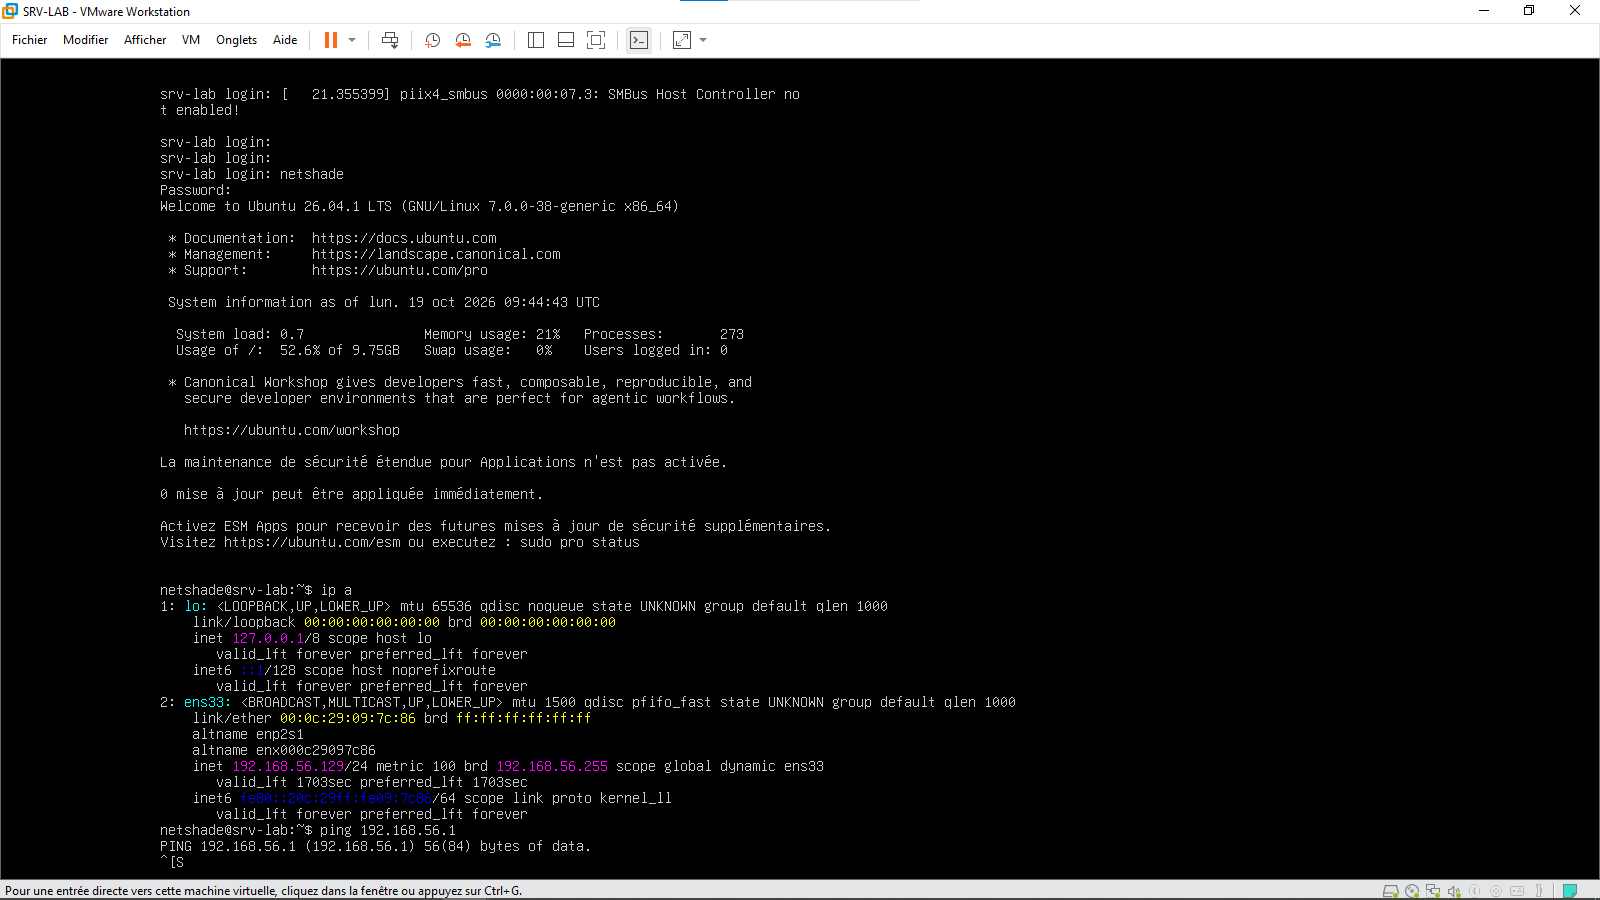 SRV-LAB - VMware Workstation
Fichier Modifier Afficher VM Onglets Aide
srv-lab login: [   21.355399] piix4_smbus 0000:00:07.3: SMBus Host Controller no
t enabled!
srv-lab login:
srv-lab login:
srv-lab login: netshade
Password:
Welcome to Ubuntu 26.04.1 LTS (GNU/Linux 7.0.0-38-generic x86_64)
* Documentation:  https://docs.ubuntu.com
* Management:     https://landscape.canonical.com
* Support:        https://ubuntu.com/pro
System information as of lun. 19 oct 2026 09:44:43 UTC
System load: 0.7               Memory usage: 21%   Processes:       273
Usage of /:  52.6% of 9.75GB   Swap usage:   0%    Users logged in: 0
* Canonical Workshop gives developers fast, composable, reproducible, and
secure developer environments that are perfect for agentic workflows.
https://ubuntu.com/workshop
La maintenance de sécurité étendue pour Applications n'est pas activée.
0 mise à jour peut être appliquée immédiatement.
Activez ESM Apps pour recevoir des futures mises à jour de sécurité supplémentaires.
Visitez https://ubuntu.com/esm ou executez : sudo pro status
netshade@srv-lab:~$ ip a
1: lo: <LOOPBACK,UP,LOWER_UP> mtu 65536 qdisc noqueue state UNKNOWN group default qlen 1000
link/loopback 00:00:00:00:00:00 brd 00:00:00:00:00:00
inet 127.0.0.1/8 scope host lo
valid_lft forever preferred_lft forever
inet6 ::1/128 scope host noprefixroute
valid_lft forever preferred_lft forever
2: ens33: <BROADCAST,MULTICAST,UP,LOWER_UP> mtu 1500 qdisc pfifo_fast state UNKNOWN group default qlen 1000
link/ether 00:0c:29:09:7c:86 brd ff:ff:ff:ff:ff:ff
altname enp2s1
altname enx000c29097c86
inet 192.168.56.129/24 metric 100 brd 192.168.56.255 scope global dynamic ens33
valid_lft 1703sec preferred_lft 1703sec
inet6 fe80::20c:29ff:fe09:7c86/64 scope link proto kernel_ll
valid_lft forever preferred_lft forever
netshade@srv-lab:~$ ping 192.168.56.1
PING 192.168.56.1 (192.168.56.1) 56(84) bytes of data.
^[S
Pour une entrée directe vers cette machine virtuelle, cliquez dans la fenêtre ou appuyez sur Ctrl+G.